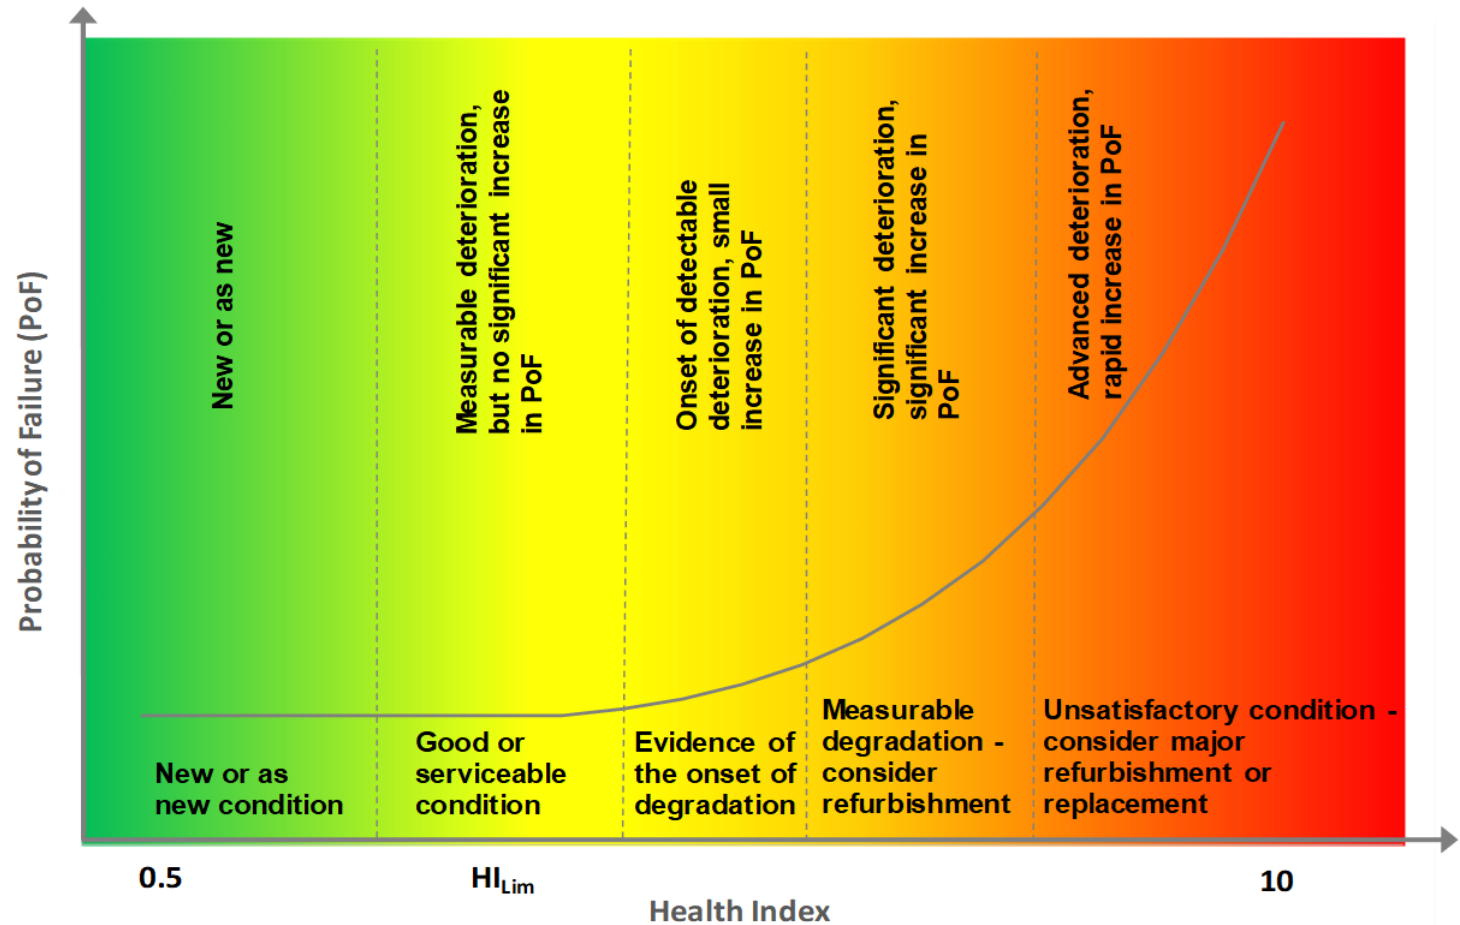 Probability of Failure (PoF)
New or as new
Measurable deterioration,
but no significant increase
in PoF
Onset of detectable
deterioration, small
increase in PoF
Significant deterioration,
significant increase in
PoF
Advanced deterioration,
rapid increase in PoF
New or as
new condition
Good or
serviceable
condition
Evidence of
the onset of
degradation
Measurable
degradation -
consider
refurbishment
Unsatisfactory condition -
consider major
refurbishment or
replacement
0.5
HILim
10
Health Index